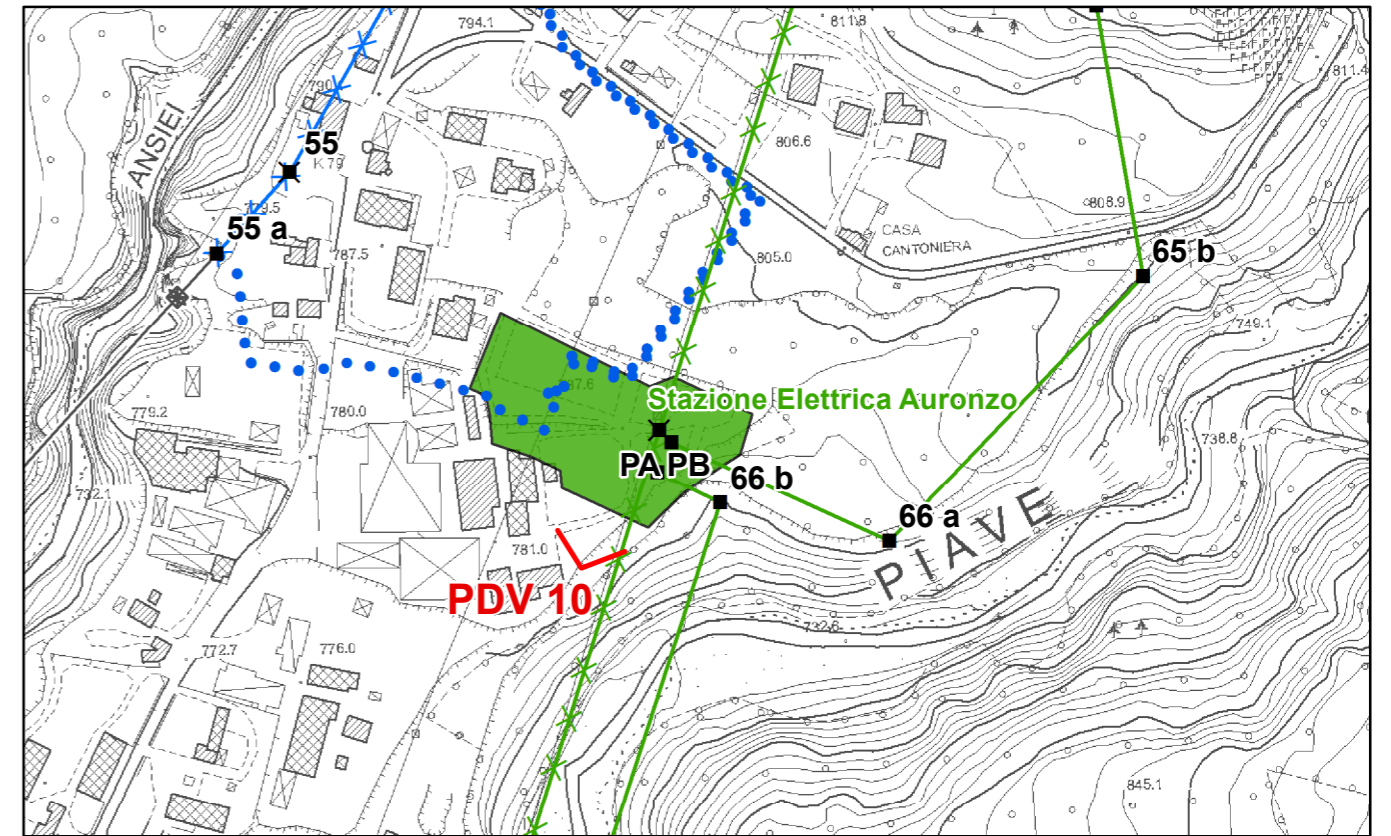 794.1
811.8
811.4
790
ANSIEI
55
K 79
806.6
55 a
808.9
CASA
CANTONIERA
787.5
805.0
65 b
749.1
779.2
780.0
Stazione Elettrica Auronzo
738.8
PA PB
66 b
732.1
66 a
PIAVE
781.0
PDV 10
732.6
772.7
776.0
845.1